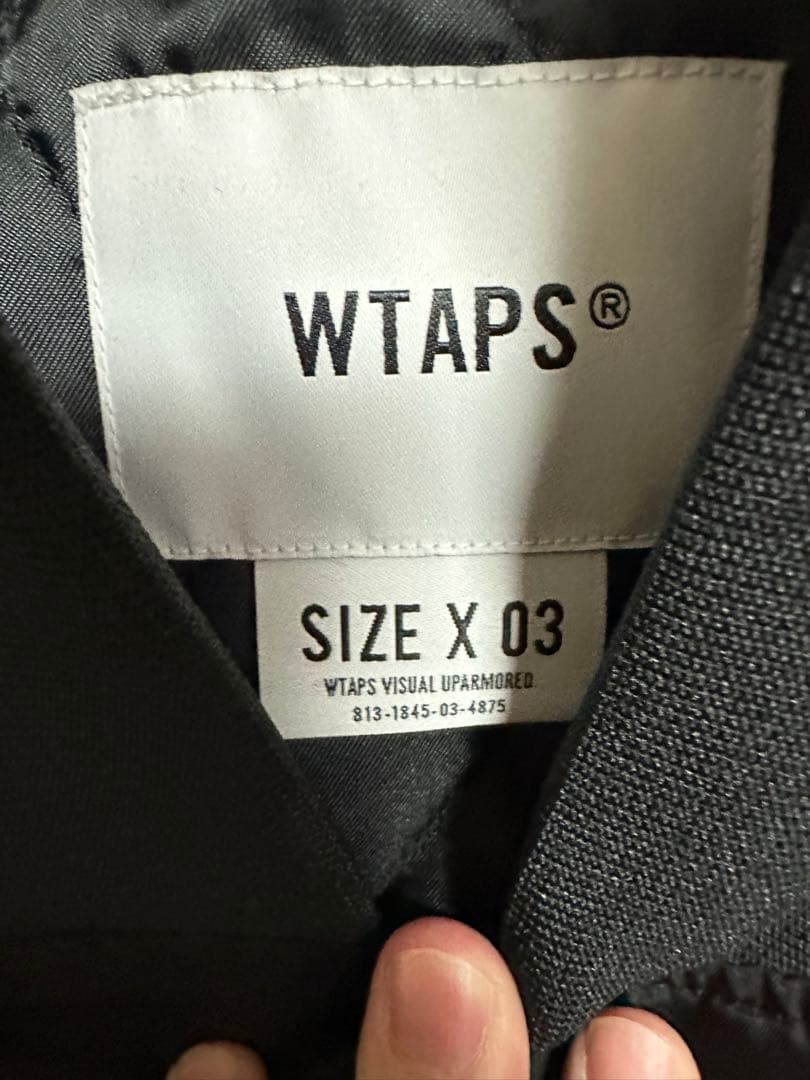 WTAPS®
SIZE X 03
WTAPS VISUAL UPARMORED
813-1845-03-4875